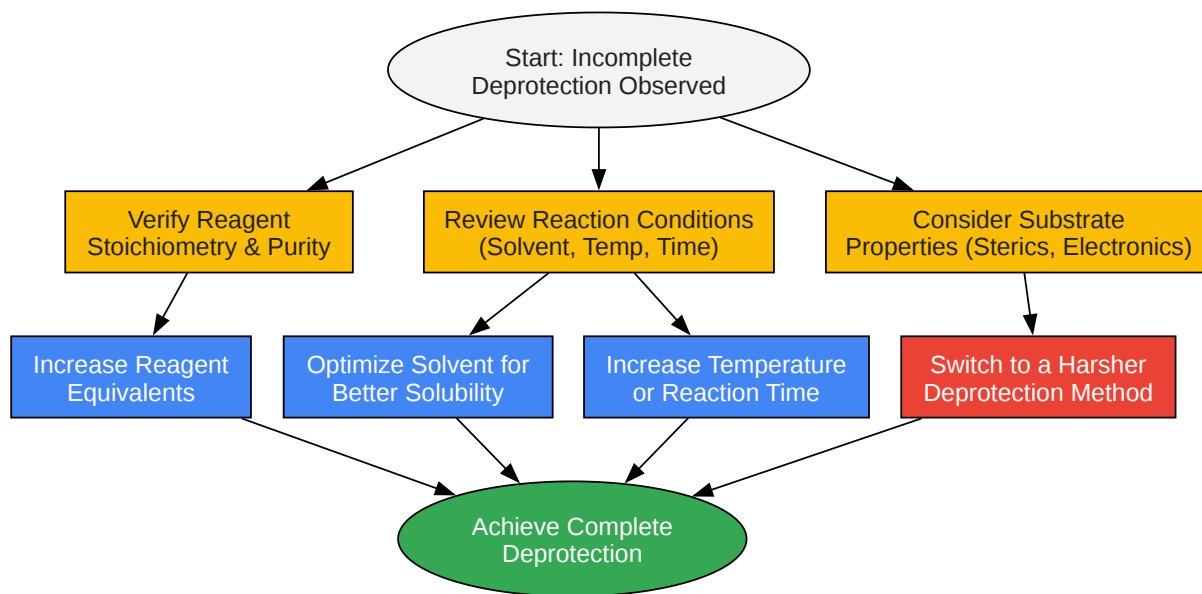 Start: Incomplete
Deprotection Observed
Verify Reagent
Stoichiometry & Purity
Review Reaction Conditions
(Solvent, Temp, Time)
Consider Substrate
Properties (Sterics, Electronics)
Increase Reagent
Equivalents
Optimize Solvent for
Better Solubility
Increase Temperature
or Reaction Time
Switch to a Harsher
Deprotection Method
Achieve Complete
Deprotection